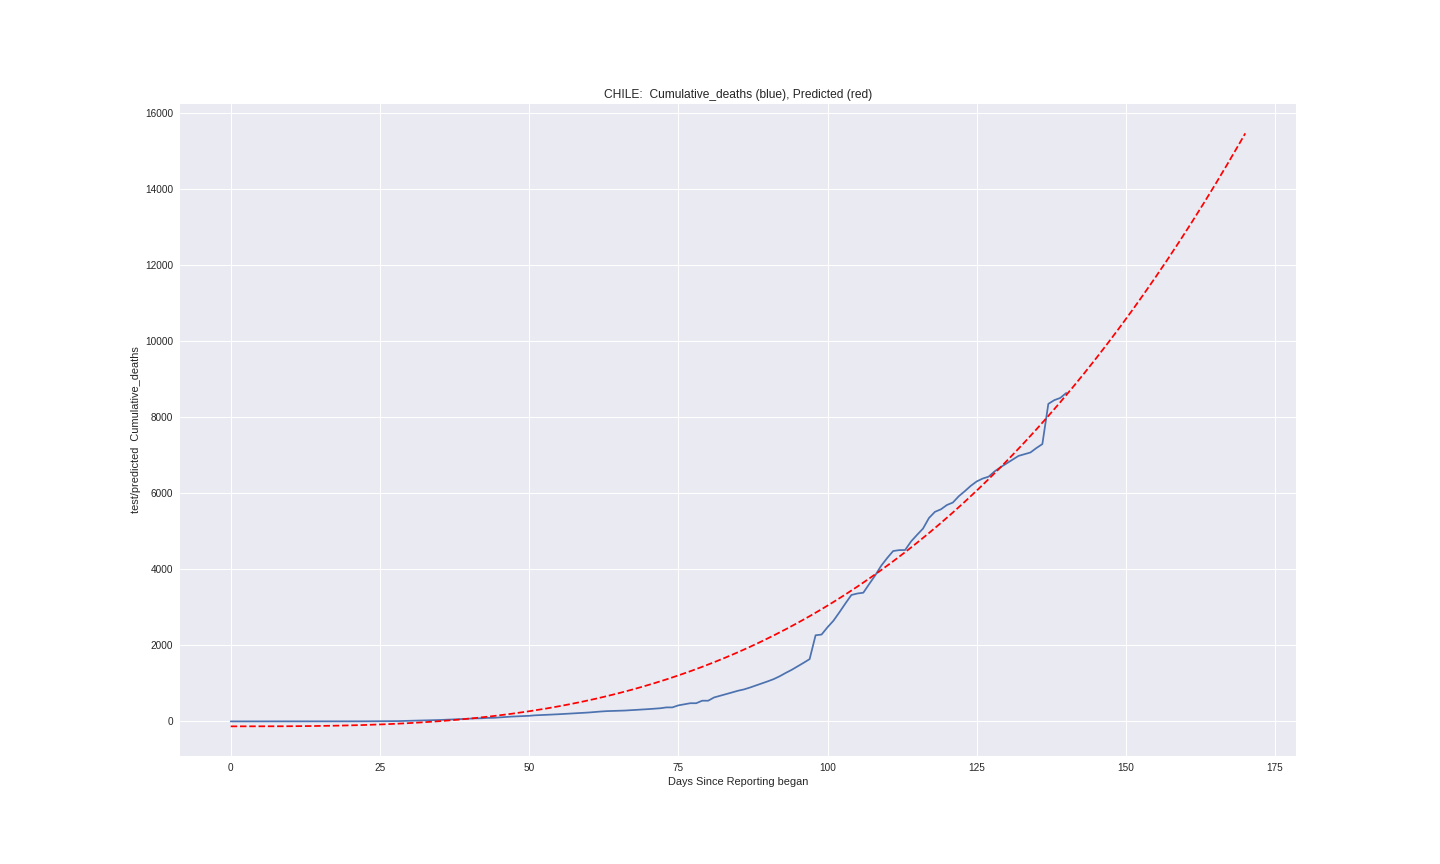 CHILE:  Cumulative_deaths (blue), Predicted (red)
16000
14000
12000
10000
8000
6000
4000
2000
0
test/predicted  Cumulative_deaths
0 25 50 75 100 125 150 175
Days Since Reporting began